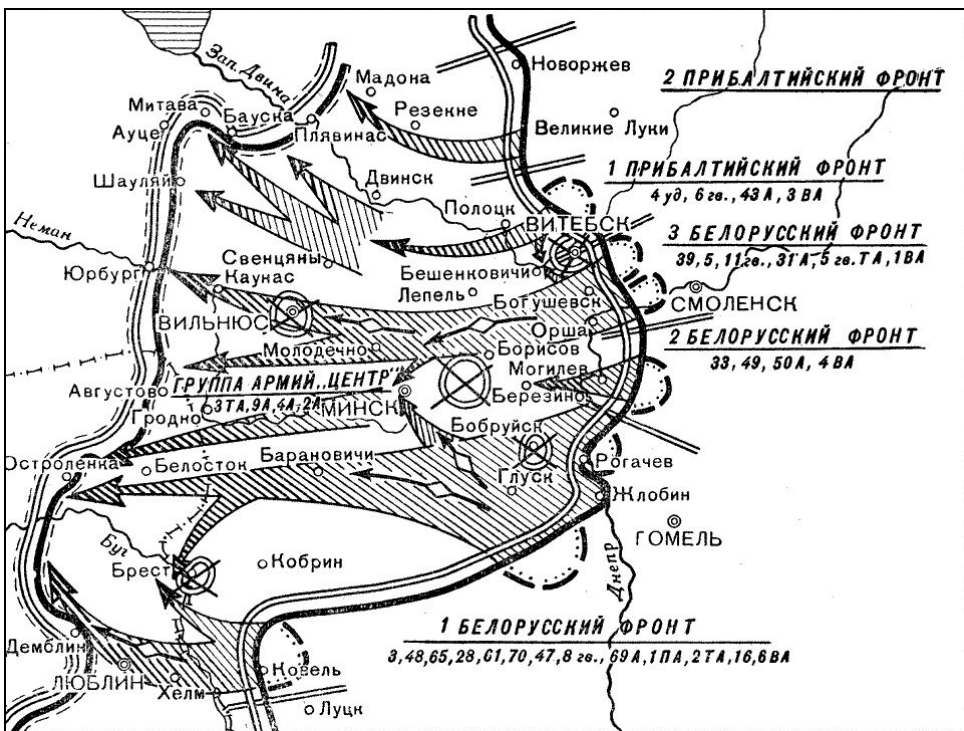 Зап. Двина
Мадона
Новоржев
2 ПРИБАЛТИЙСКИЙ ФРОНТ
Митава
Бауска
Резекне
Ауце
Плявинас
Великие Луки
1 ПРИБАЛТИЙСКИЙ ФРОНТ
4 уд, 6 гв., 43 А, 3 ВА
Шауляй
Двинск
Полоцк
ВИТЕБСК
3 БЕЛОРУССКИЙ ФРОНТ
39, 5, 11 гв., 31 А, 5 гв. ТА, 1 ВА
Неман
Свенцяны
Бешенковичи
Юрбург
Каунас
Лепель
Богушевск
СМОЛЕНСК
ВИЛЬНЮС
Орша
2 БЕЛОРУССКИЙ ФРОНТ
33, 49, 50 А, 4 ВА
Молодечно
Борисов
Могилев
Августово
ГРУППА АРМИЙ „ЦЕНТР"
3 ТА, 9 А, 4 А, 2 А
Березино
Гродно
МИНСК
Бобруйск
Остроленка
Белосток
Барановичи
Рогачев
Глуск
Жлобин
ГОМЕЛЬ
Буг
Брест
Кобрин
Днепр
1 БЕЛОРУССКИЙ ФРОНТ
3, 48, 65, 28, 61, 70, 47, 8 гв., 69 А, 1 ПА, 2 ТА, 16, 6 ВА
Демблин
ЛЮБЛИН
Хелм
Ковель
Луцк